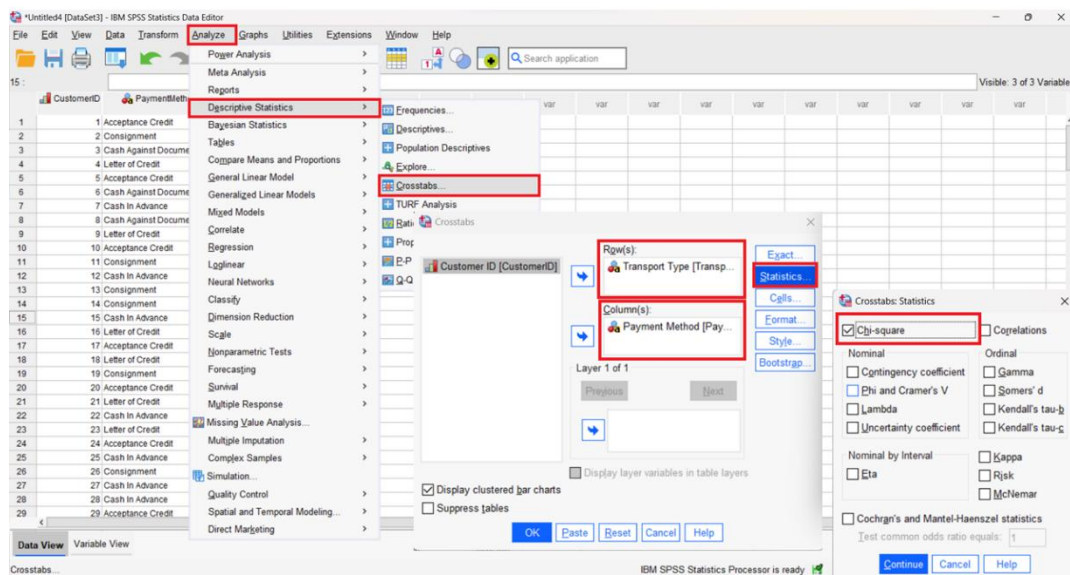 *Untitled4 [DataSet3] - IBM SPSS Statistics Data Editor
File Edit View Data Transform Analyze Graphs Utilities Extensions Window Help
Search application
15 :
Visible: 3 of 3 Variable
CustomerID PaymentMeth
var var var var var var var var var var
1 1 Acceptance Credit
2 2 Consignment
3 3 Cash Against Docume
4 4 Letter of Credit
5 5 Acceptance Credit
6 6 Cash Against Docume
7 7 Cash In Advance
8 8 Cash Against Docume
9 9 Letter of Credit
10 10 Acceptance Credit
11 11 Consignment
12 12 Cash In Advance
13 13 Consignment
14 14 Consignment
15 15 Cash In Advance
16 16 Letter of Credit
17 17 Acceptance Credit
18 18 Letter of Credit
19 19 Consignment
20 20 Acceptance Credit
21 21 Letter of Credit
22 22 Cash In Advance
23 23 Letter of Credit
24 24 Acceptance Credit
25 25 Cash In Advance
26 26 Consignment
27 27 Cash In Advance
28 28 Cash In Advance
29 29 Acceptance Credit
Power Analysis
Meta Analysis
Reports
Descriptive Statistics
Bayesian Statistics
Tables
Compare Means and Proportions
General Linear Model
Generalized Linear Models
Mixed Models
Correlate
Regression
Loglinear
Neural Networks
Classify
Dimension Reduction
Scale
Nonparametric Tests
Forecasting
Survival
Multiple Response
Missing Value Analysis...
Multiple Imputation
Complex Samples
Simulation...
Quality Control
Spatial and Temporal Modeling...
Direct Marketing
Frequencies...
Descriptives...
Population Descriptives
Explore...
Crosstabs...
TURF Analysis
Rati
Prop
P-P
Q-Q
Crosstabs
Customer ID [CustomerID]
Row(s):
Transport Type [Transp...
Column(s):
Payment Method [Pay...
Layer 1 of 1
Previous Next
Display layer variables in table layers
Display clustered bar charts
Suppress tables
Exact...
Statistics...
Cells...
Format...
Style...
Bootstrap...
OK Paste Reset Cancel Help
Crosstabs: Statistics
Chi-square Correlations
Nominal Ordinal
Contingency coefficient Gamma
Phi and Cramer's V Somers' d
Lambda Kendall's tau-b
Uncertainty coefficient Kendall's tau-c
Nominal by Interval Kappa
Eta Risk
McNemar
Cochran's and Mantel-Haenszel statistics
Test common odds ratio equals: 1
Continue Cancel Help
Data View Variable View
Crosstabs...
IBM SPSS Statistics Processor is ready